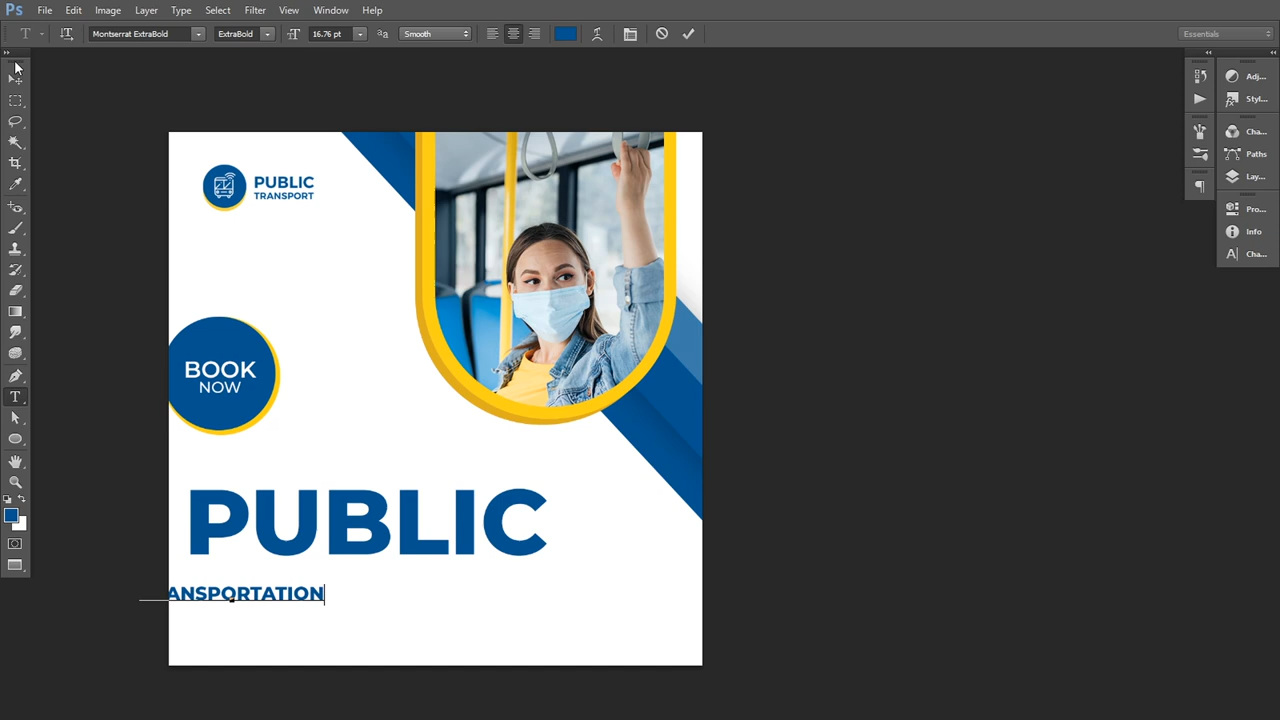 Ps File Edit Image Layer Type Select Filter View Window Help
T Montserrat ExtraBold ExtraBold 16.76 pt Smooth Essentials
Adj...
Styl...
Cha...
Paths
Lay...
Pro...
Info
Cha...
PUBLIC
TRANSPORT
BOOK
NOW
PUBLIC
ANSPORTATION